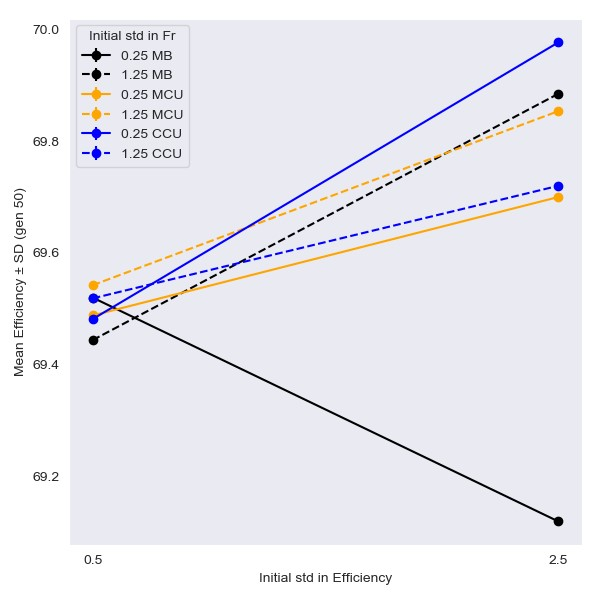 Initial std in Fr
0.25 MB
1.25 MB
0.25 MCU
1.25 MCU
0.25 CCU
1.25 CCU
Mean Efficiency ± SD (gen 50)
70.0
69.8
69.6
69.4
69.2
0.5
2.5
Initial std in Efficiency